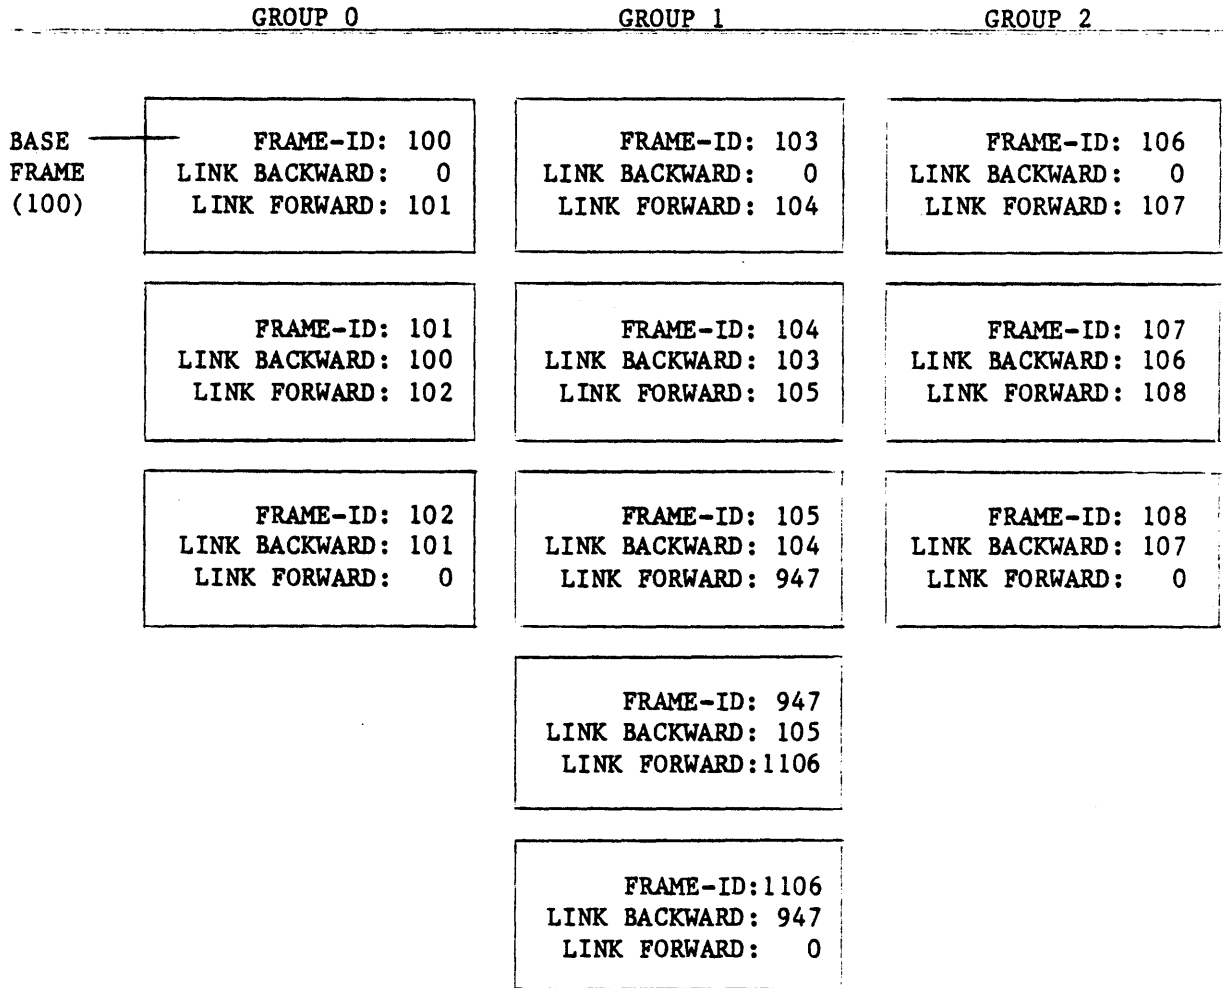 GROUP 0 GROUP 1 GROUP 2
BASE
FRAME
(100)
FRAME-ID: 100
LINK BACKWARD: 0
LINK FORWARD: 101
FRAME-ID: 103
LINK BACKWARD: 0
LINK FORWARD: 104
FRAME-ID: 106
LINK BACKWARD: 0
LINK FORWARD: 107
FRAME-ID: 101
LINK BACKWARD: 100
LINK FORWARD: 102
FRAME-ID: 104
LINK BACKWARD: 103
LINK FORWARD: 105
FRAME-ID: 107
LINK BACKWARD: 106
LINK FORWARD: 108
FRAME-ID: 102
LINK BACKWARD: 101
LINK FORWARD: 0
FRAME-ID: 105
LINK BACKWARD: 104
LINK FORWARD: 947
FRAME-ID: 108
LINK BACKWARD: 107
LINK FORWARD: 0
FRAME-ID: 947
LINK BACKWARD: 105
LINK FORWARD:1106
FRAME-ID:1106
LINK BACKWARD: 947
LINK FORWARD: 0